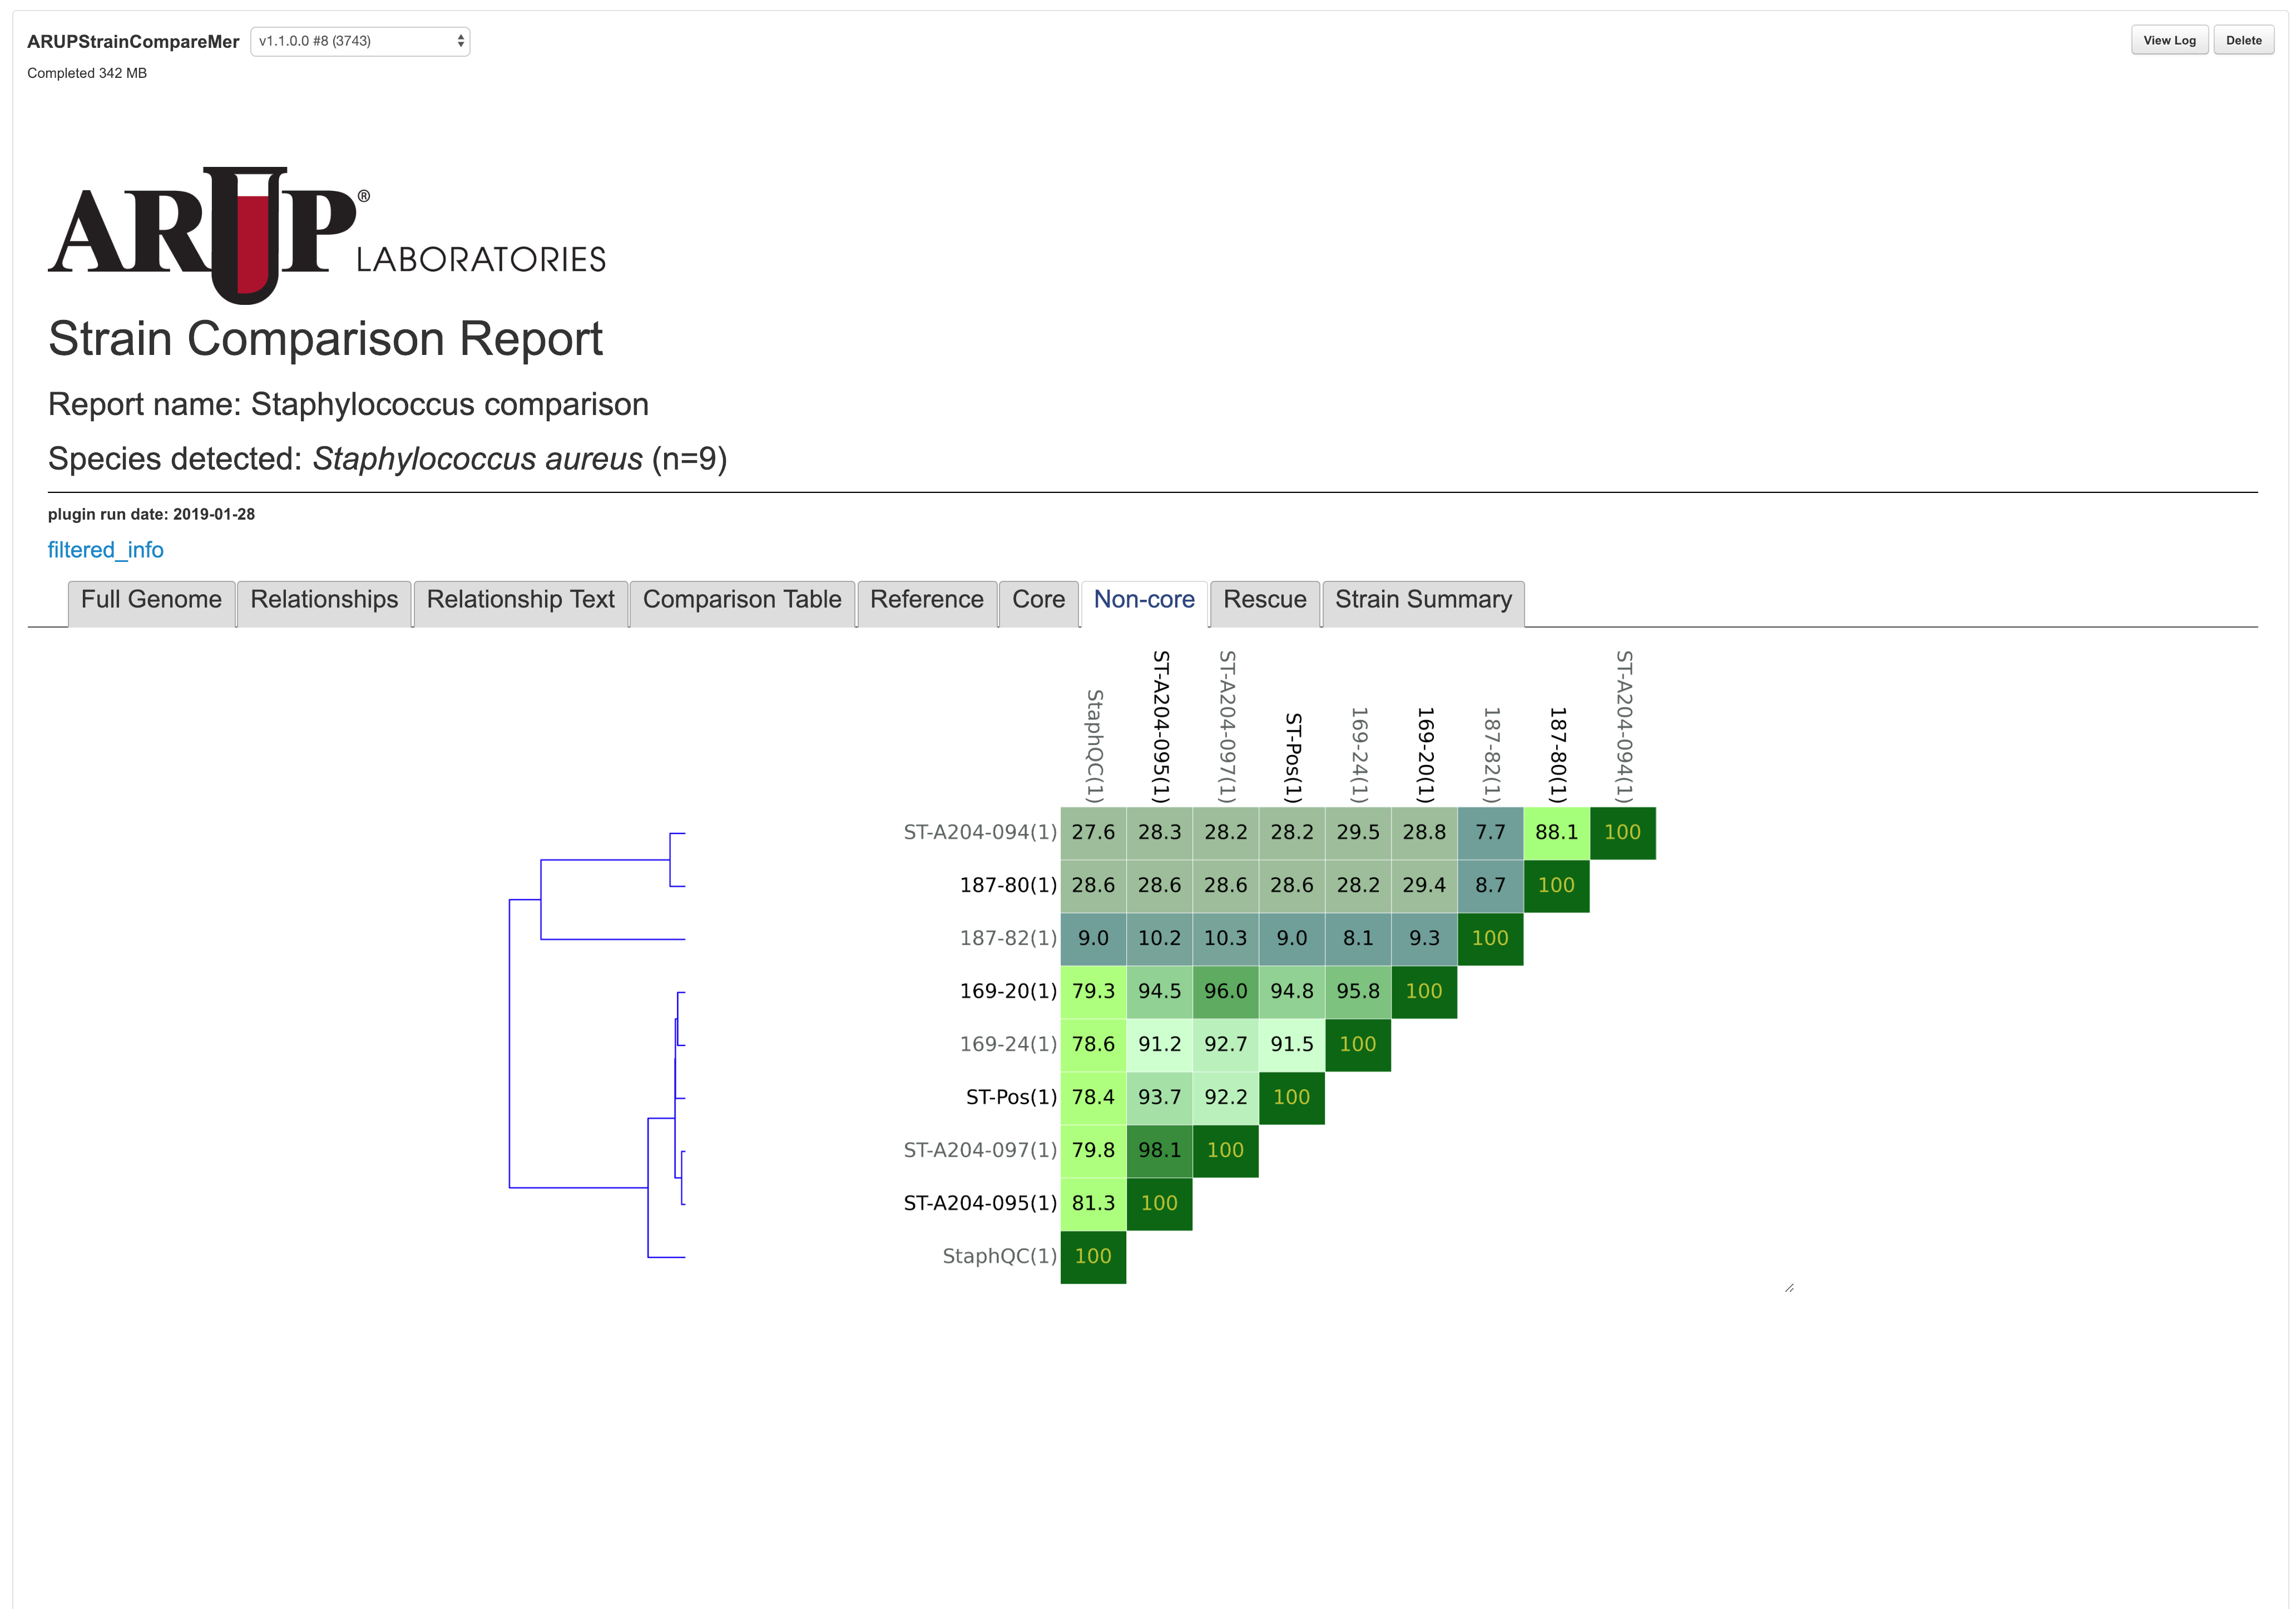 ARUPStrainCompareMer v1.1.0.0 #8 (3743) View Log Delete
Completed 342 MB
ARUP® LABORATORIES
Strain Comparison Report
Report name: Staphylococcus comparison
Species detected: Staphylococcus aureus (n=9)
plugin run date: 2019-01-28
filtered_info
Full Genome Relationships Relationship Text Comparison Table Reference Core Non-core Rescue Strain Summary
StaphQC(1) ST-A204-095(1) ST-A204-097(1) ST-Pos(1) 169-24(1) 169-20(1) 187-82(1) 187-80(1) ST-A204-094(1)
ST-A204-094(1) 27.6 28.3 28.2 28.2 29.5 28.8 7.7 88.1 100
187-80(1) 28.6 28.6 28.6 28.6 28.2 29.4 8.7 100
187-82(1) 9.0 10.2 10.3 9.0 8.1 9.3 100
169-20(1) 79.3 94.5 96.0 94.8 95.8 100
169-24(1) 78.6 91.2 92.7 91.5 100
ST-Pos(1) 78.4 93.7 92.2 100
ST-A204-097(1) 79.8 98.1 100
ST-A204-095(1) 81.3 100
StaphQC(1) 100